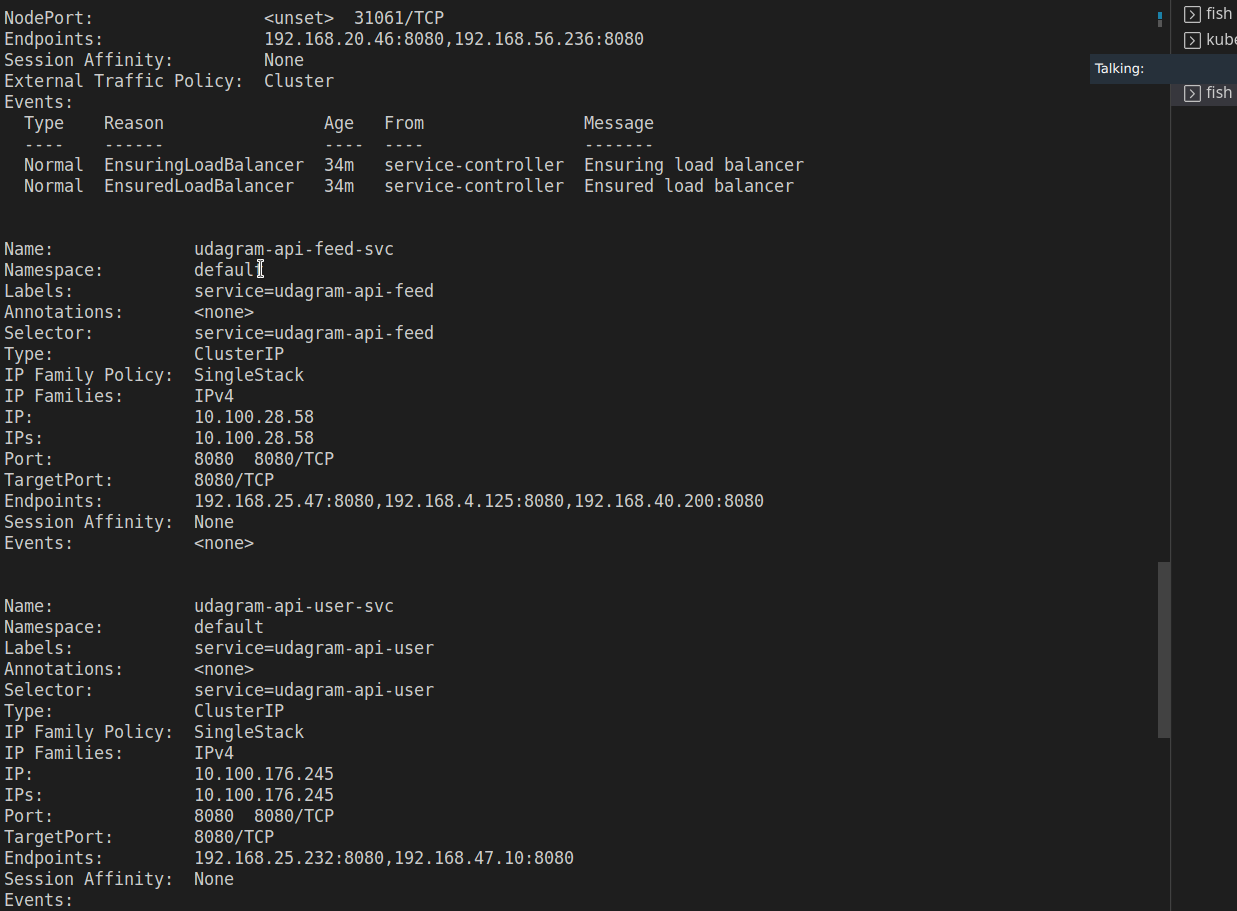 NodePort:                 <unset>  31061/TCP
Endpoints:                192.168.20.46:8080,192.168.56.236:8080
Session Affinity:         None
External Traffic Policy:  Cluster
Events:
  Type    Reason                Age   From                Message
  ----    ------                ----  ----                -------
  Normal  EnsuringLoadBalancer  34m   service-controller  Ensuring load balancer
  Normal  EnsuredLoadBalancer   34m   service-controller  Ensured load balancer
Name:              udagram-api-feed-svc
Namespace:         default
Labels:            service=udagram-api-feed
Annotations:       <none>
Selector:          service=udagram-api-feed
Type:              ClusterIP
IP Family Policy:  SingleStack
IP Families:       IPv4
IP:                10.100.28.58
IPs:               10.100.28.58
Port:              8080  8080/TCP
TargetPort:        8080/TCP
Endpoints:         192.168.25.47:8080,192.168.4.125:8080,192.168.40.200:8080
Session Affinity:  None
Events:            <none>
Name:              udagram-api-user-svc
Namespace:         default
Labels:            service=udagram-api-user
Annotations:       <none>
Selector:          service=udagram-api-user
Type:              ClusterIP
IP Family Policy:  SingleStack
IP Families:       IPv4
IP:                10.100.176.245
IPs:               10.100.176.245
Port:              8080  8080/TCP
TargetPort:        8080/TCP
Endpoints:         192.168.25.232:8080,192.168.47.10:8080
Session Affinity:  None
Events:
fish
kube
Talking:
fish